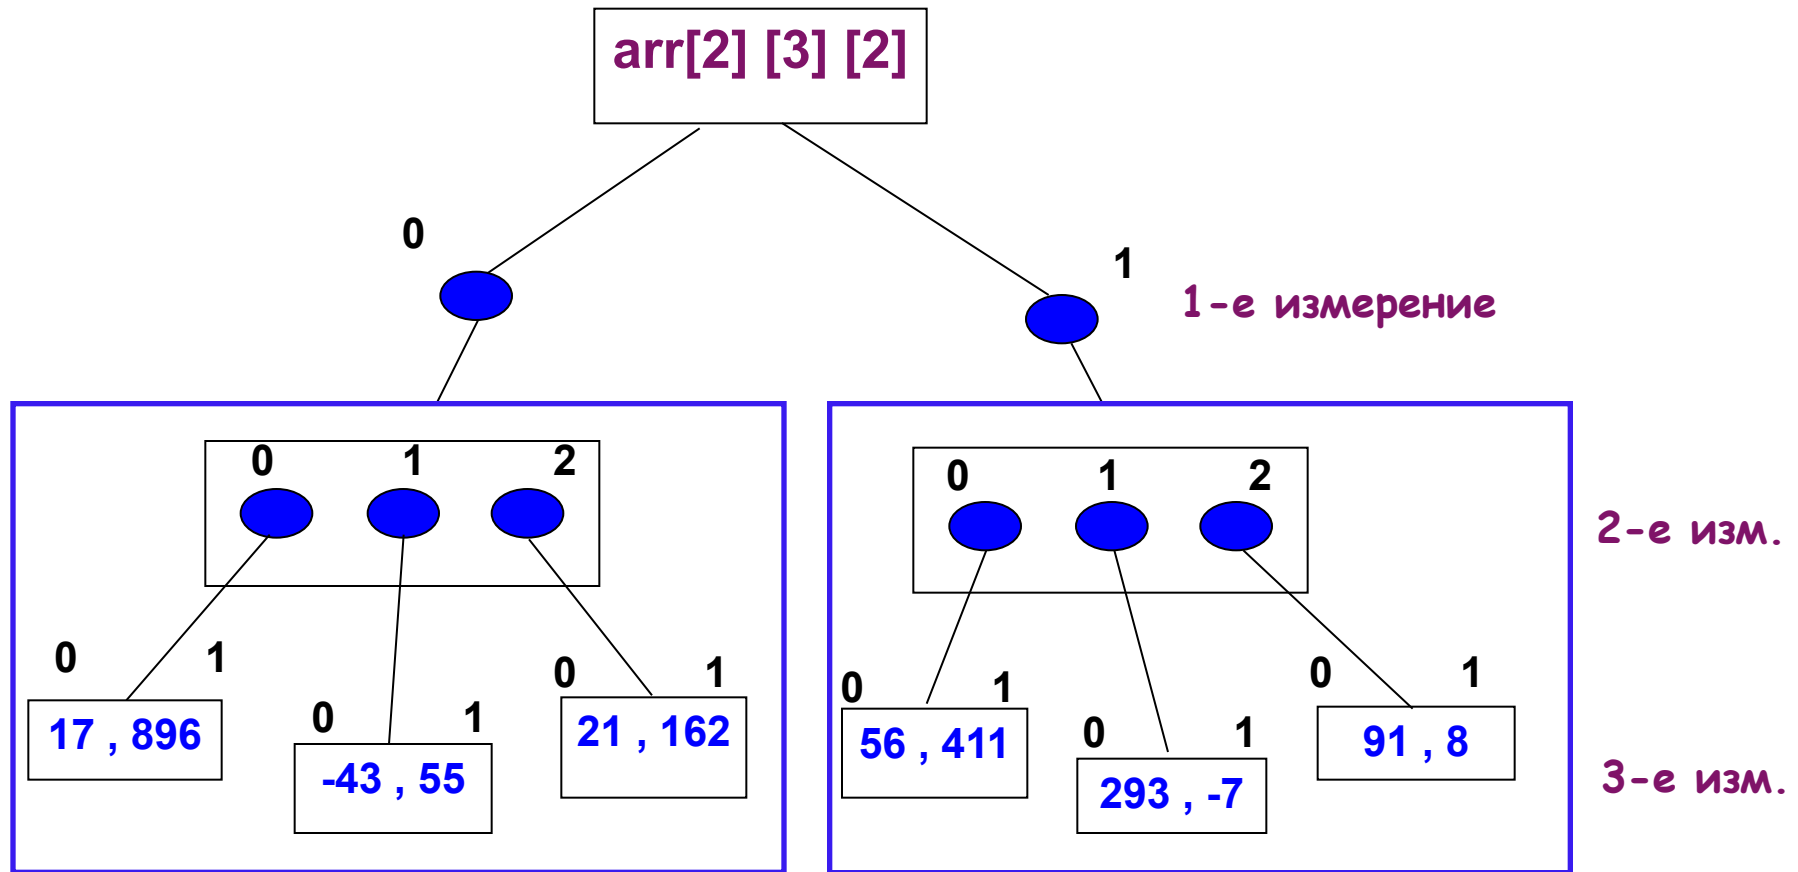 arr[2] [3] [2]
0
1
1-е измерение
0 1 2
0 1 2
2-е изм.
0 1
0 1
0 1
0 1
0 1
0 1
17 , 896
-43 , 55
21 , 162
56 , 411
293 , -7
91 , 8
3-е изм.